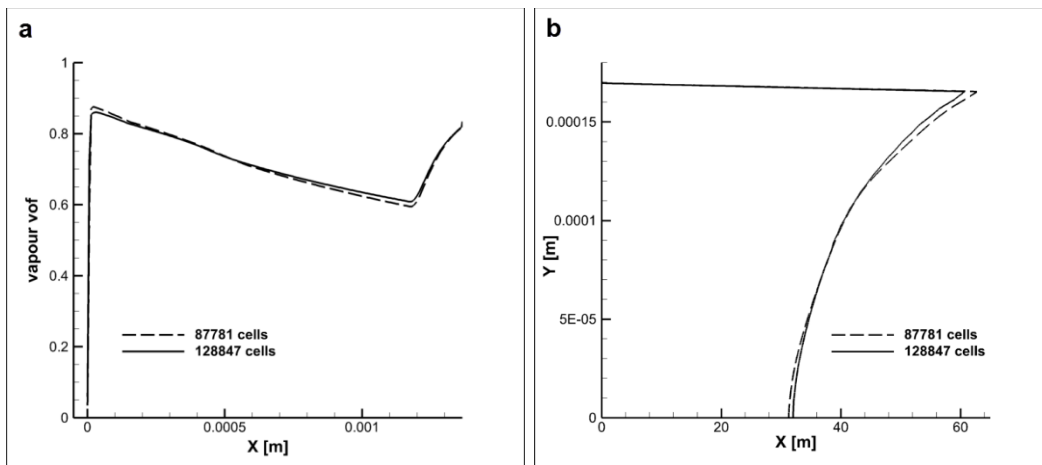 a
1
0.8
0.6
0.4
0.2
0
vapour vof
87781 cells
128847 cells
0
0.0005
0.001
X [m]
b
0.00015
0.0001
5E-05
0
Y [m]
87781 cells
128847 cells
0
20
40
60
X [m]